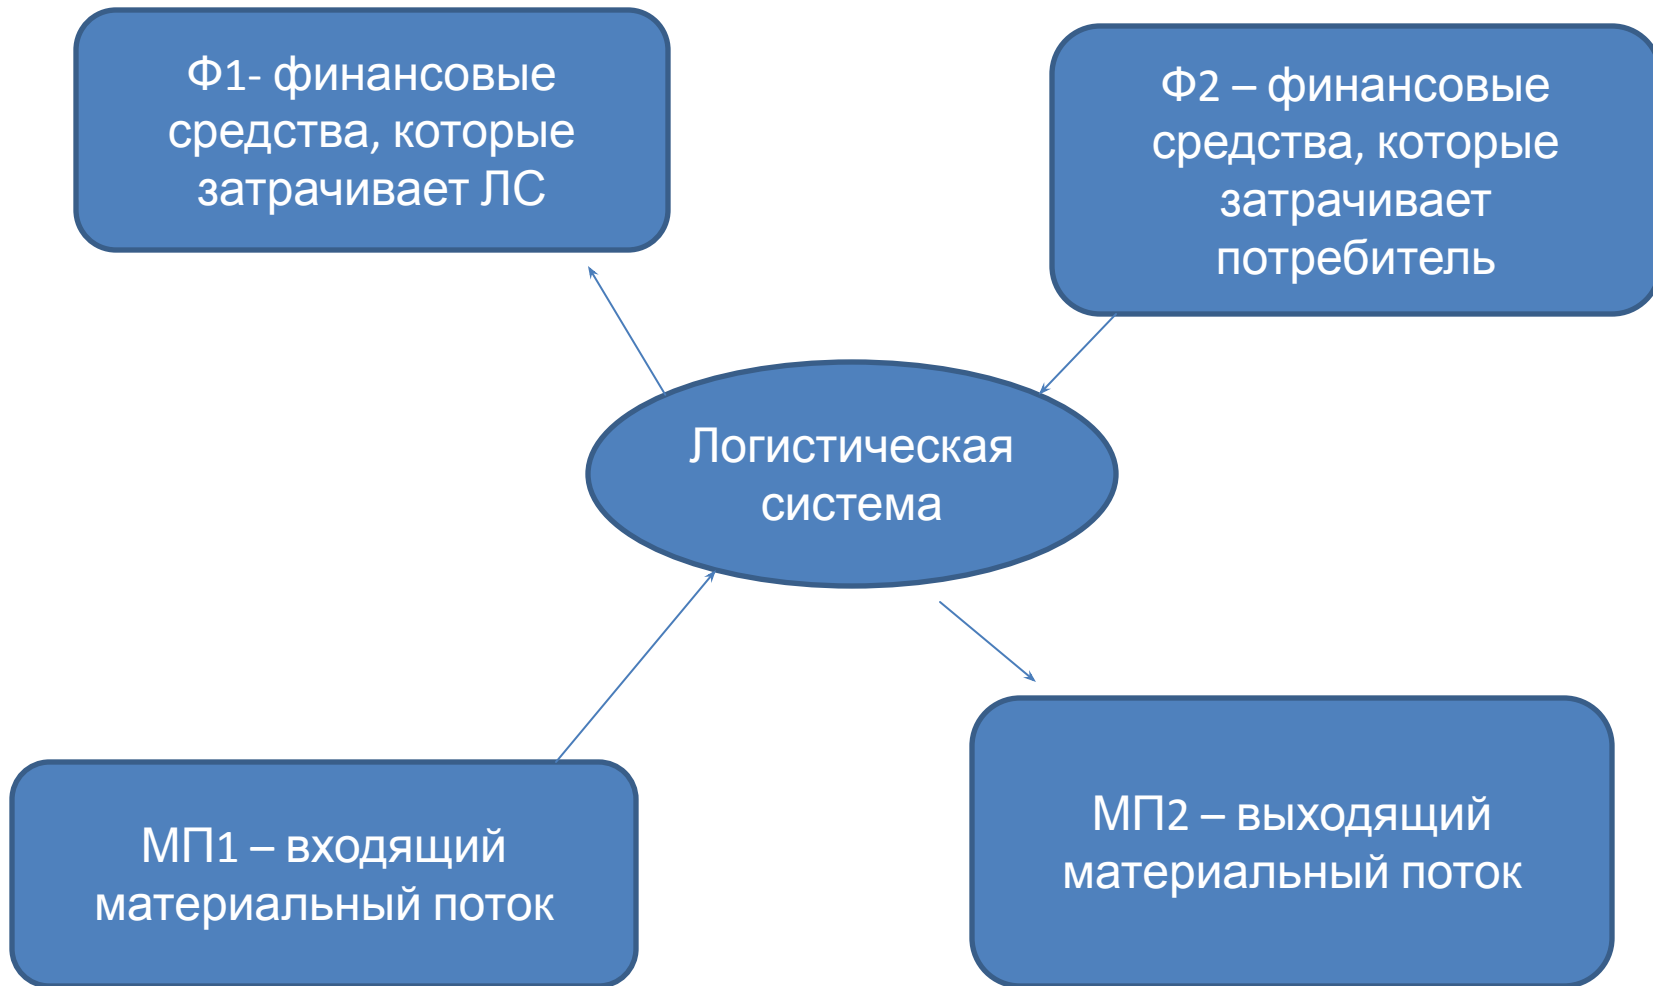 Ф1- финансовые
средства, которые
затрачивает ЛС
Ф2 – финансовые
средства, которые
затрачивает
потребитель
Логистическая
система
МП1 – входящий
материальный поток
МП2 – выходящий
материальный поток